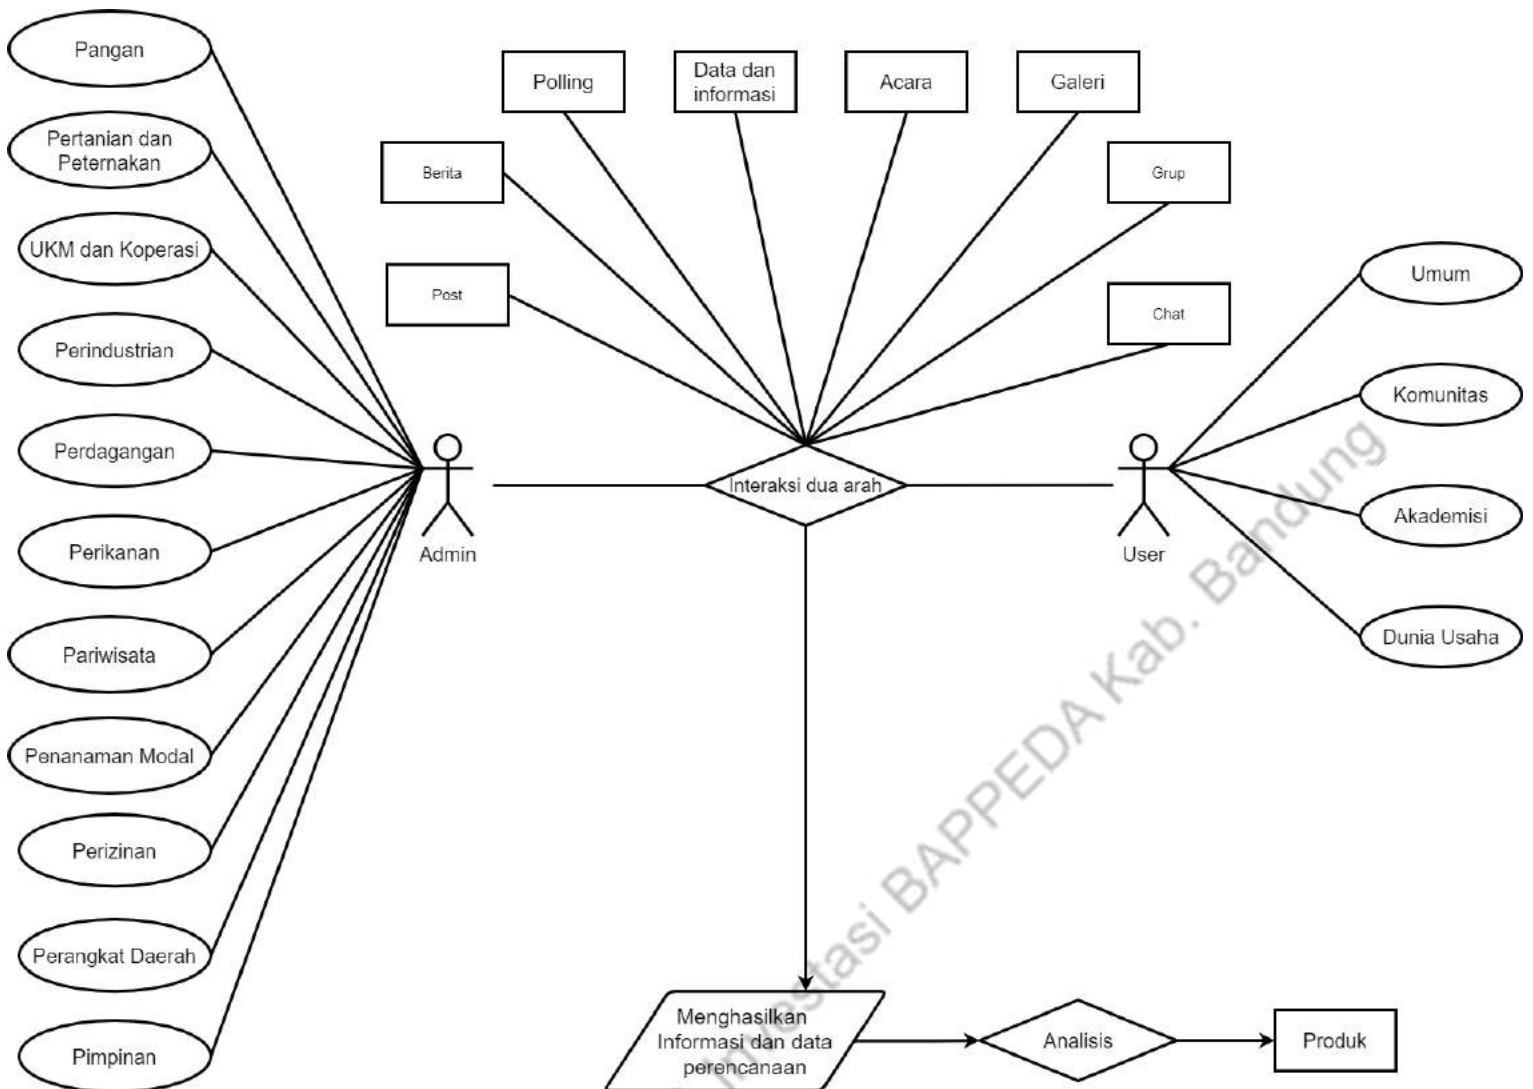 Pangan
Pertanian dan
Peternakan
UKM dan Koperasi
Perindustrian
Perdagangan
Perikanan
Pariwisata
Penanaman Modal
Perizinan
Perangkat Daerah
Pimpinan
Admin
Post
Berita
Polling
Data dan
informasi
Acara
Galeri
Grup
Chat
Interaksi dua arah
User
Umum
Komunitas
Akademisi
Dunia Usaha
Menghasilkan
Informasi dan data
perencanaan
Analisis
Produk
Investasi BAPPEDA Kab. Bandung